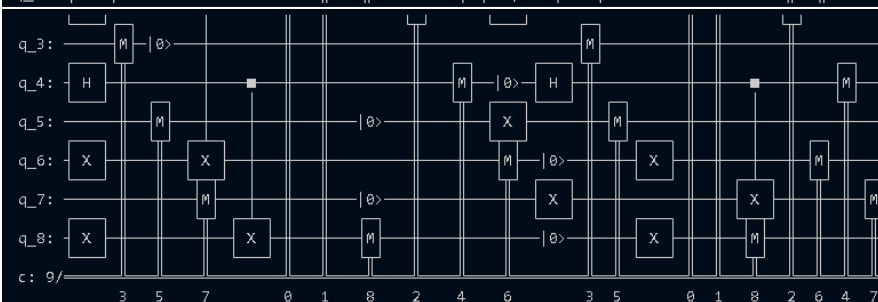 q_3: M |0> M
q_4: H M |0> H M
q_5: M |0> X M
q_6: X X M |0> X M
q_7: M |0> X X M
q_8: X X M |0> X M
c: 9/
3 5 7 0 1 8 2 4 6 3 5 0 1 8 2 6 4 7